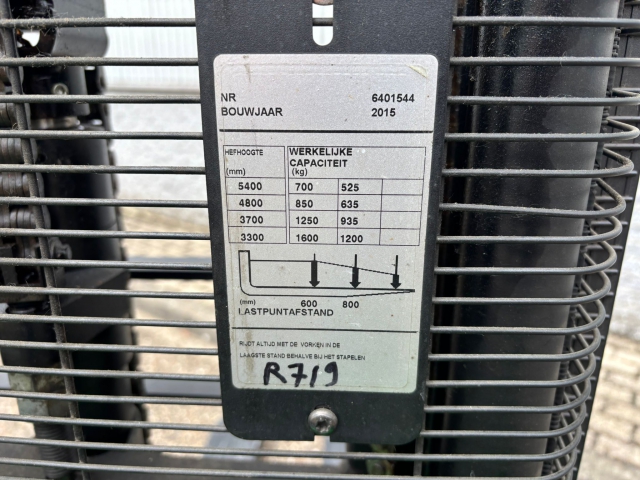 NR 6401544
BOUWJAAR 2015
HEFHOOGTE WERKELIJKE
CAPACITEIT
(mm) (kg)
5400 700 525
4800 850 635
3700 1250 935
3300 1600 1200
(mm) 600 800
LASTPUNTAFSTAND
RIJDT ALTIJD MET DE VORKEN IN DE
LAAGSTE STAND BEHALVE BIJ HET STAPELEN
R719